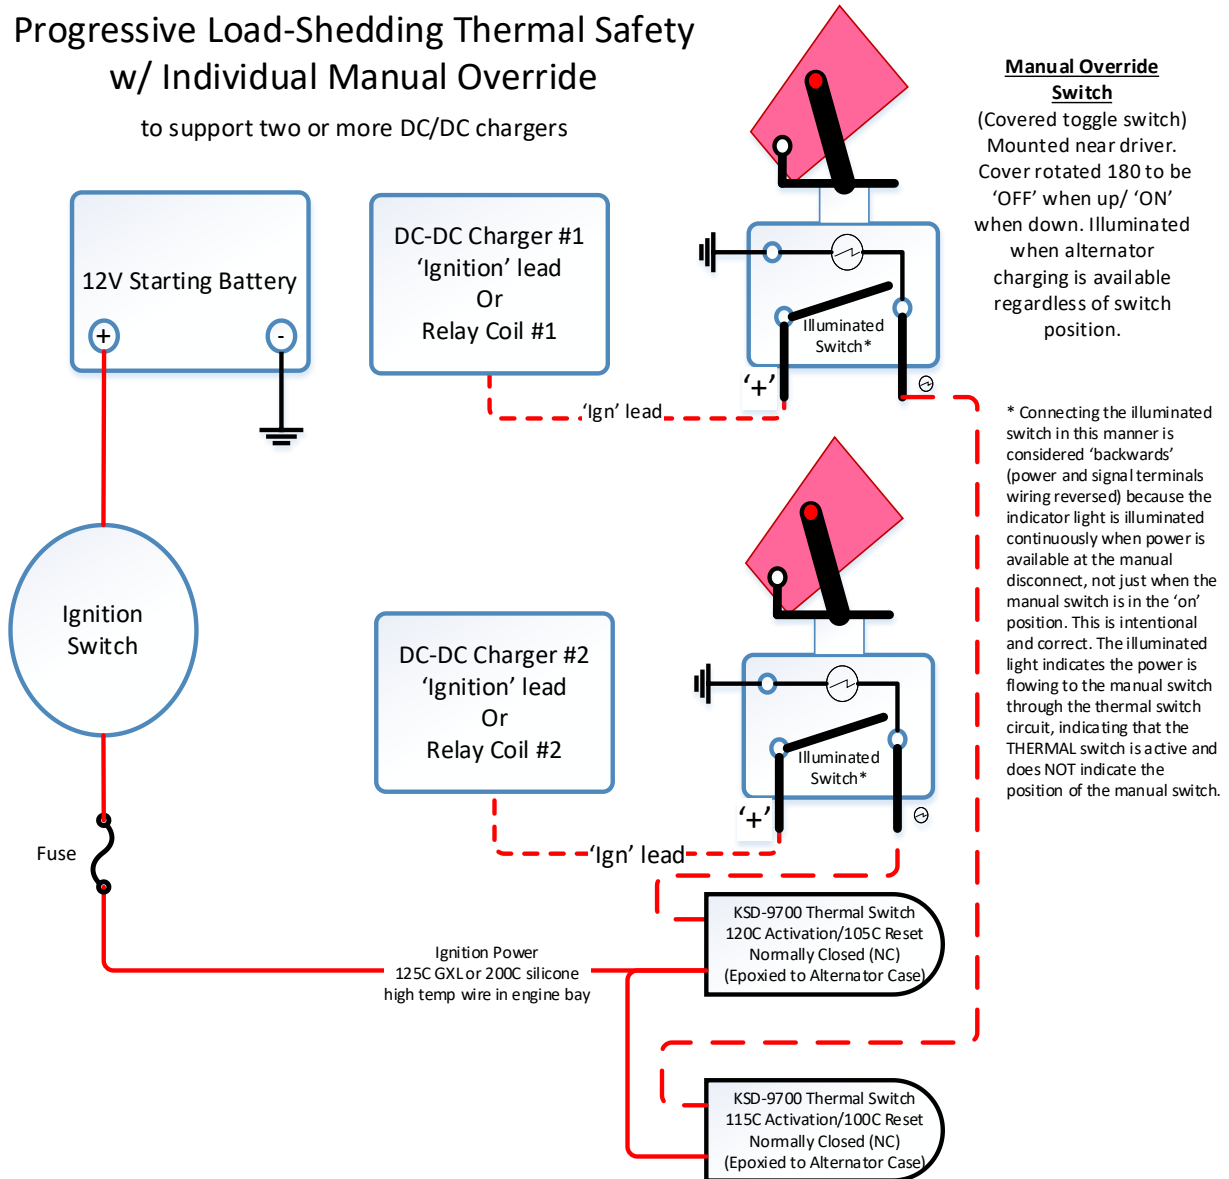 Progressive Load-Shedding Thermal Safety
w/ Individual Manual Override
to support two or more DC/DC chargers
Manual Override
Switch
(Covered toggle switch)
Mounted near driver.
Cover rotated 180 to be
‘OFF’ when up/ ‘ON’
when down. Illuminated
when alternator
charging is available
regardless of switch
position.
12V Starting Battery
+
-
DC-DC Charger #1
‘Ignition’ lead
Or
Relay Coil #1
Illuminated
Switch*
‘+’
‘Ign’ lead
* Connecting the illuminated
switch in this manner is
considered ‘backwards’
(power and signal terminals
wiring reversed) because the
indicator light is illuminated
continuously when power is
available at the manual
disconnect, not just when the
manual switch is in the ‘on’
position. This is intentional
and correct. The illuminated
light indicates the power is
flowing to the manual switch
through the thermal switch
circuit, indicating that the
THERMAL switch is active and
does NOT indicate the
position of the manual switch.
Ignition
Switch
DC-DC Charger #2
‘Ignition’ lead
Or
Relay Coil #2
Illuminated
Switch*
‘+’
‘Ign’ lead
Fuse
Ignition Power
125C GXL or 200C silicone
high temp wire in engine bay
KSD-9700 Thermal Switch
120C Activation/105C Reset
Normally Closed (NC)
(Epoxied to Alternator Case)
KSD-9700 Thermal Switch
115C Activation/100C Reset
Normally Closed (NC)
(Epoxied to Alternator Case)